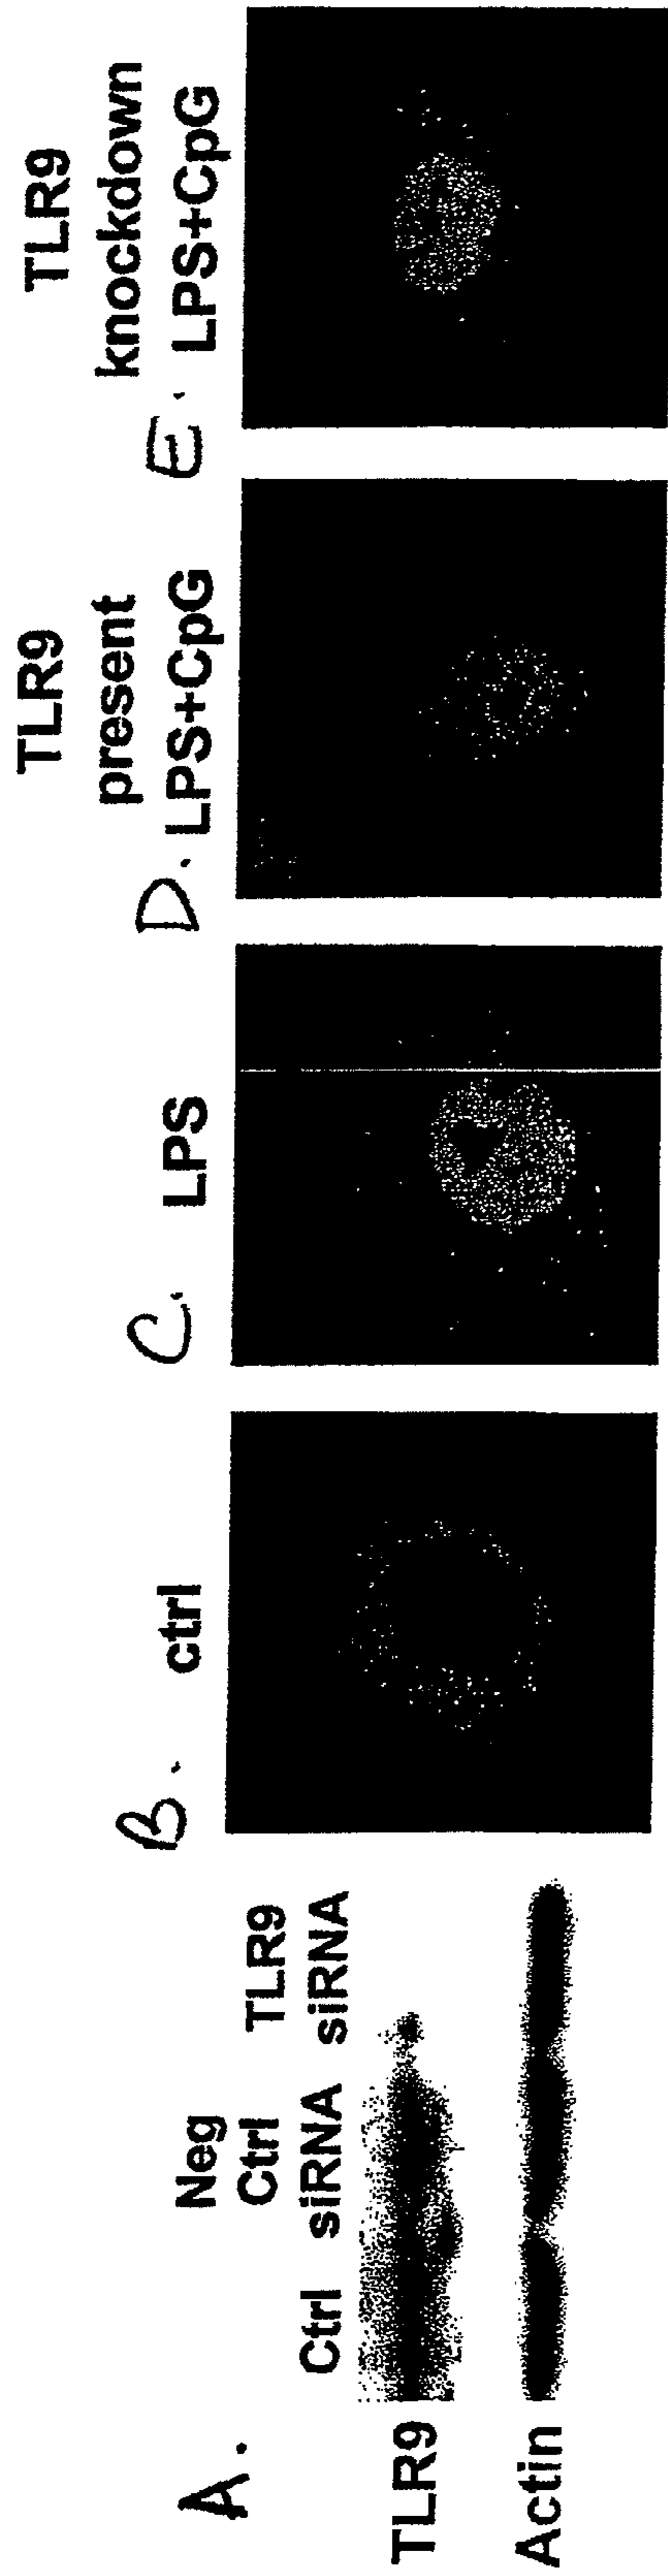 A.
Ctrl
Neg
Ctrl
siRNA
TLR9
siRNA
TLR9
Actin
B. ctrl
C. LPS
TLR9
present
D. LPS+CpG
TLR9
knockdown
E. LPS+CpG